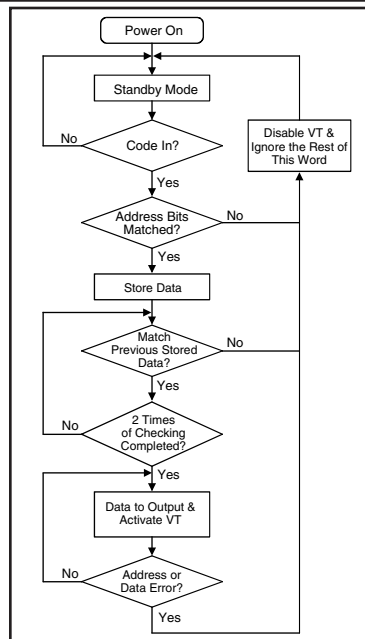 Power On
Standby Mode
No
Code In?
Disable VT &
Ignore the Rest of
This Word
Yes
Address Bits
Matched?
No
Yes
Store Data
Match
Previous Stored
Data?
No
Yes
2 Times
of Checking
Completed?
No
Yes
Data to Output &
Activate VT
No
Address or
Data Error?
Yes